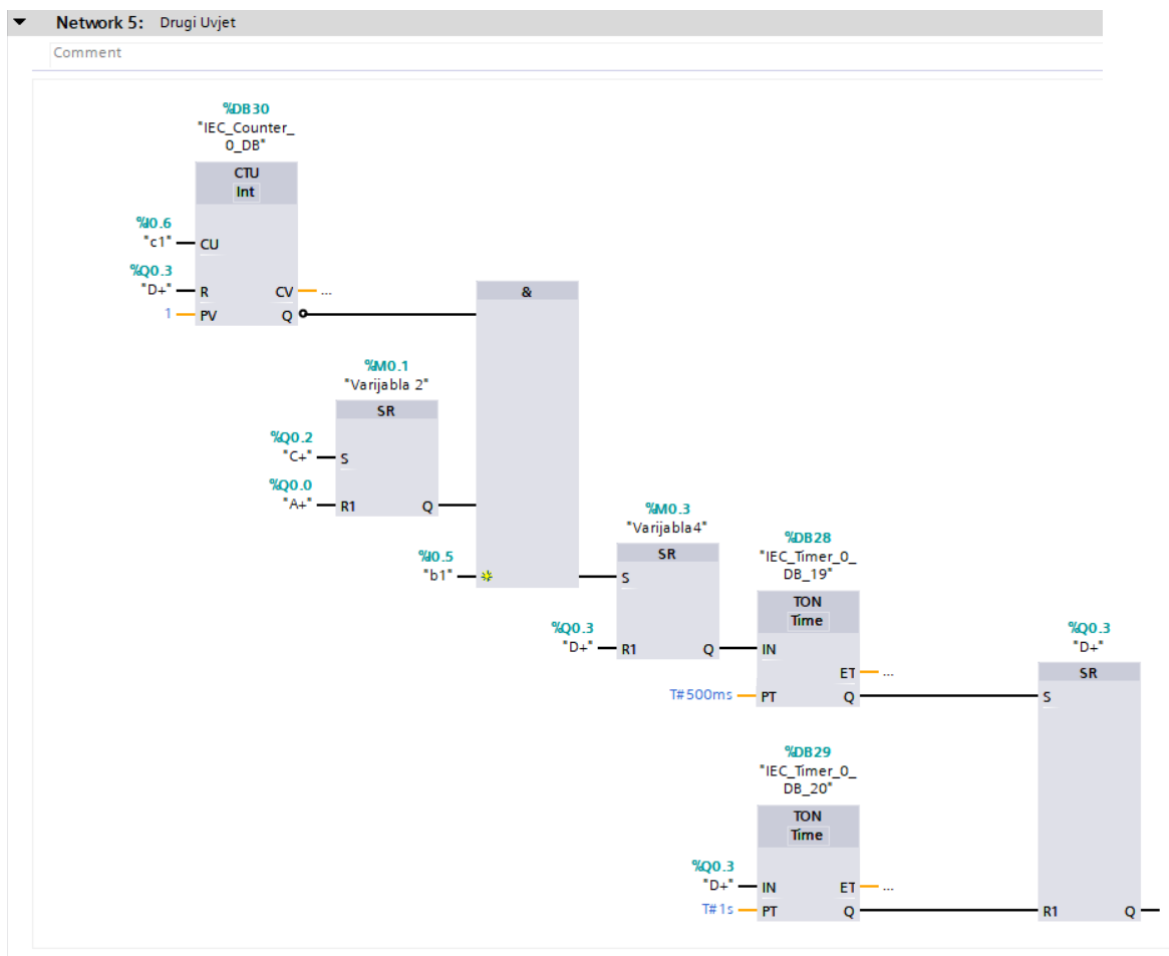 Network 5: Drugi Uvjet
Comment
%DB30
"IEC_Counter_
0_DB"
CTU
Int
%I0.6
"c1"
CU
%Q0.3
"D+"
R
CV
...
1
PV
Q
&
%M0.1
"Varijabla 2"
SR
%Q0.2
"C+"
S
%Q0.0
"A+"
R1
Q
%I0.5
"b1"
%M0.3
"Varijabla4"
SR
S
%Q0.3
"D+"
R1
Q
%DB28
"IEC_Timer_0_
DB_19"
TON
Time
IN
ET
...
T#500ms
PT
Q
%DB29
"IEC_Timer_0_
DB_20"
TON
Time
%Q0.3
"D+"
IN
ET
...
T#1s
PT
Q
%Q0.3
"D+"
SR
S
R1
Q